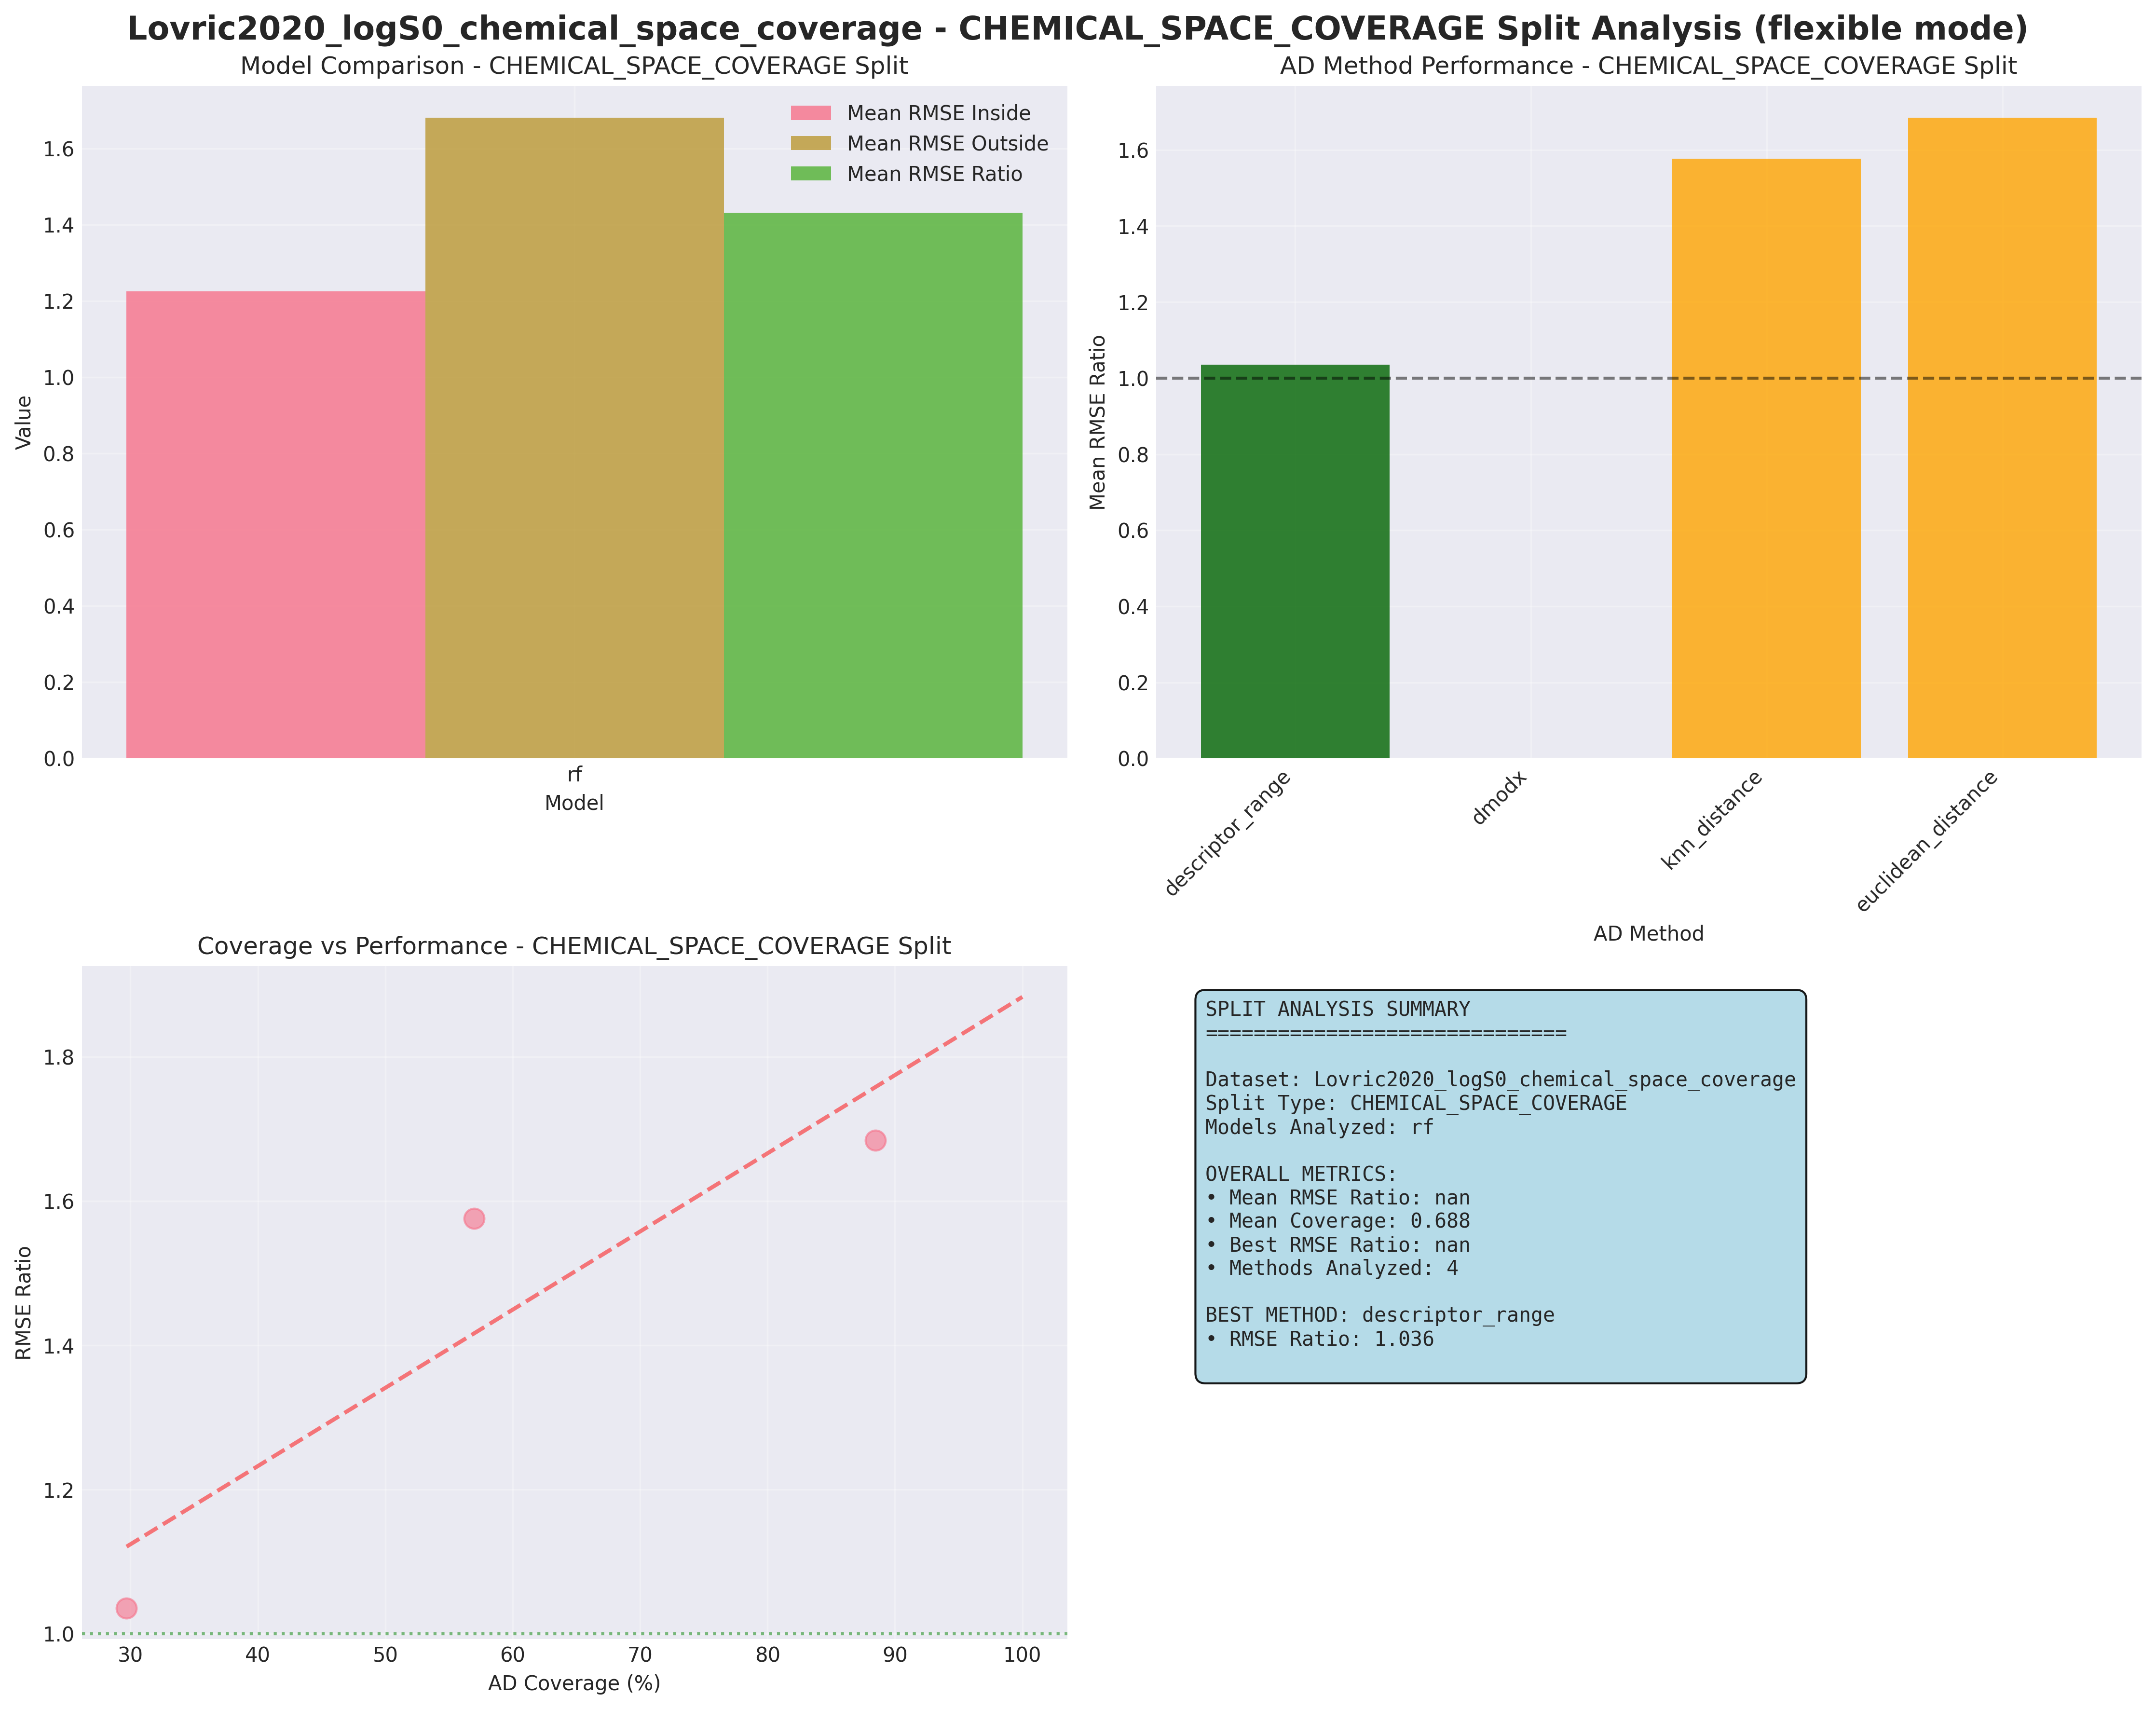 Lovric2020_logS0_chemical_space_coverage - CHEMICAL_SPACE_COVERAGE Split Analysis (flexible mode)
Model Comparison - CHEMICAL_SPACE_COVERAGE Split
Mean RMSE Inside
Mean RMSE Outside
Mean RMSE Ratio
Value
1.6
1.4
1.2
1.0
0.8
0.6
0.4
0.2
0.0
rf
Model
AD Method Performance - CHEMICAL_SPACE_COVERAGE Split
Mean RMSE Ratio
1.6
1.4
1.2
1.0
0.8
0.6
0.4
0.2
0.0
descriptor_range
dmodx
knn_distance
euclidean_distance
AD Method
Coverage vs Performance - CHEMICAL_SPACE_COVERAGE Split
RMSE Ratio
1.8
1.6
1.4
1.2
1.0
30 40 50 60 70 80 90 100
AD Coverage (%)
SPLIT ANALYSIS SUMMARY
==============================
Dataset: Lovric2020_logS0_chemical_space_coverage
Split Type: CHEMICAL_SPACE_COVERAGE
Models Analyzed: rf
OVERALL METRICS:
• Mean RMSE Ratio: nan
• Mean Coverage: 0.688
• Best RMSE Ratio: nan
• Methods Analyzed: 4
BEST METHOD: descriptor_range
• RMSE Ratio: 1.036